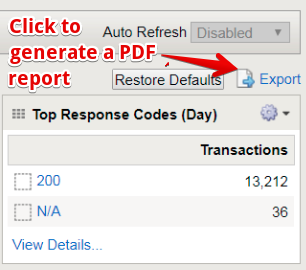 Click to
generate a PDF
report
Auto Refresh Disabled
Restore Defaults Export
Top Response Codes (Day)
Transactions
200 13,212
N/A 36
View Details...